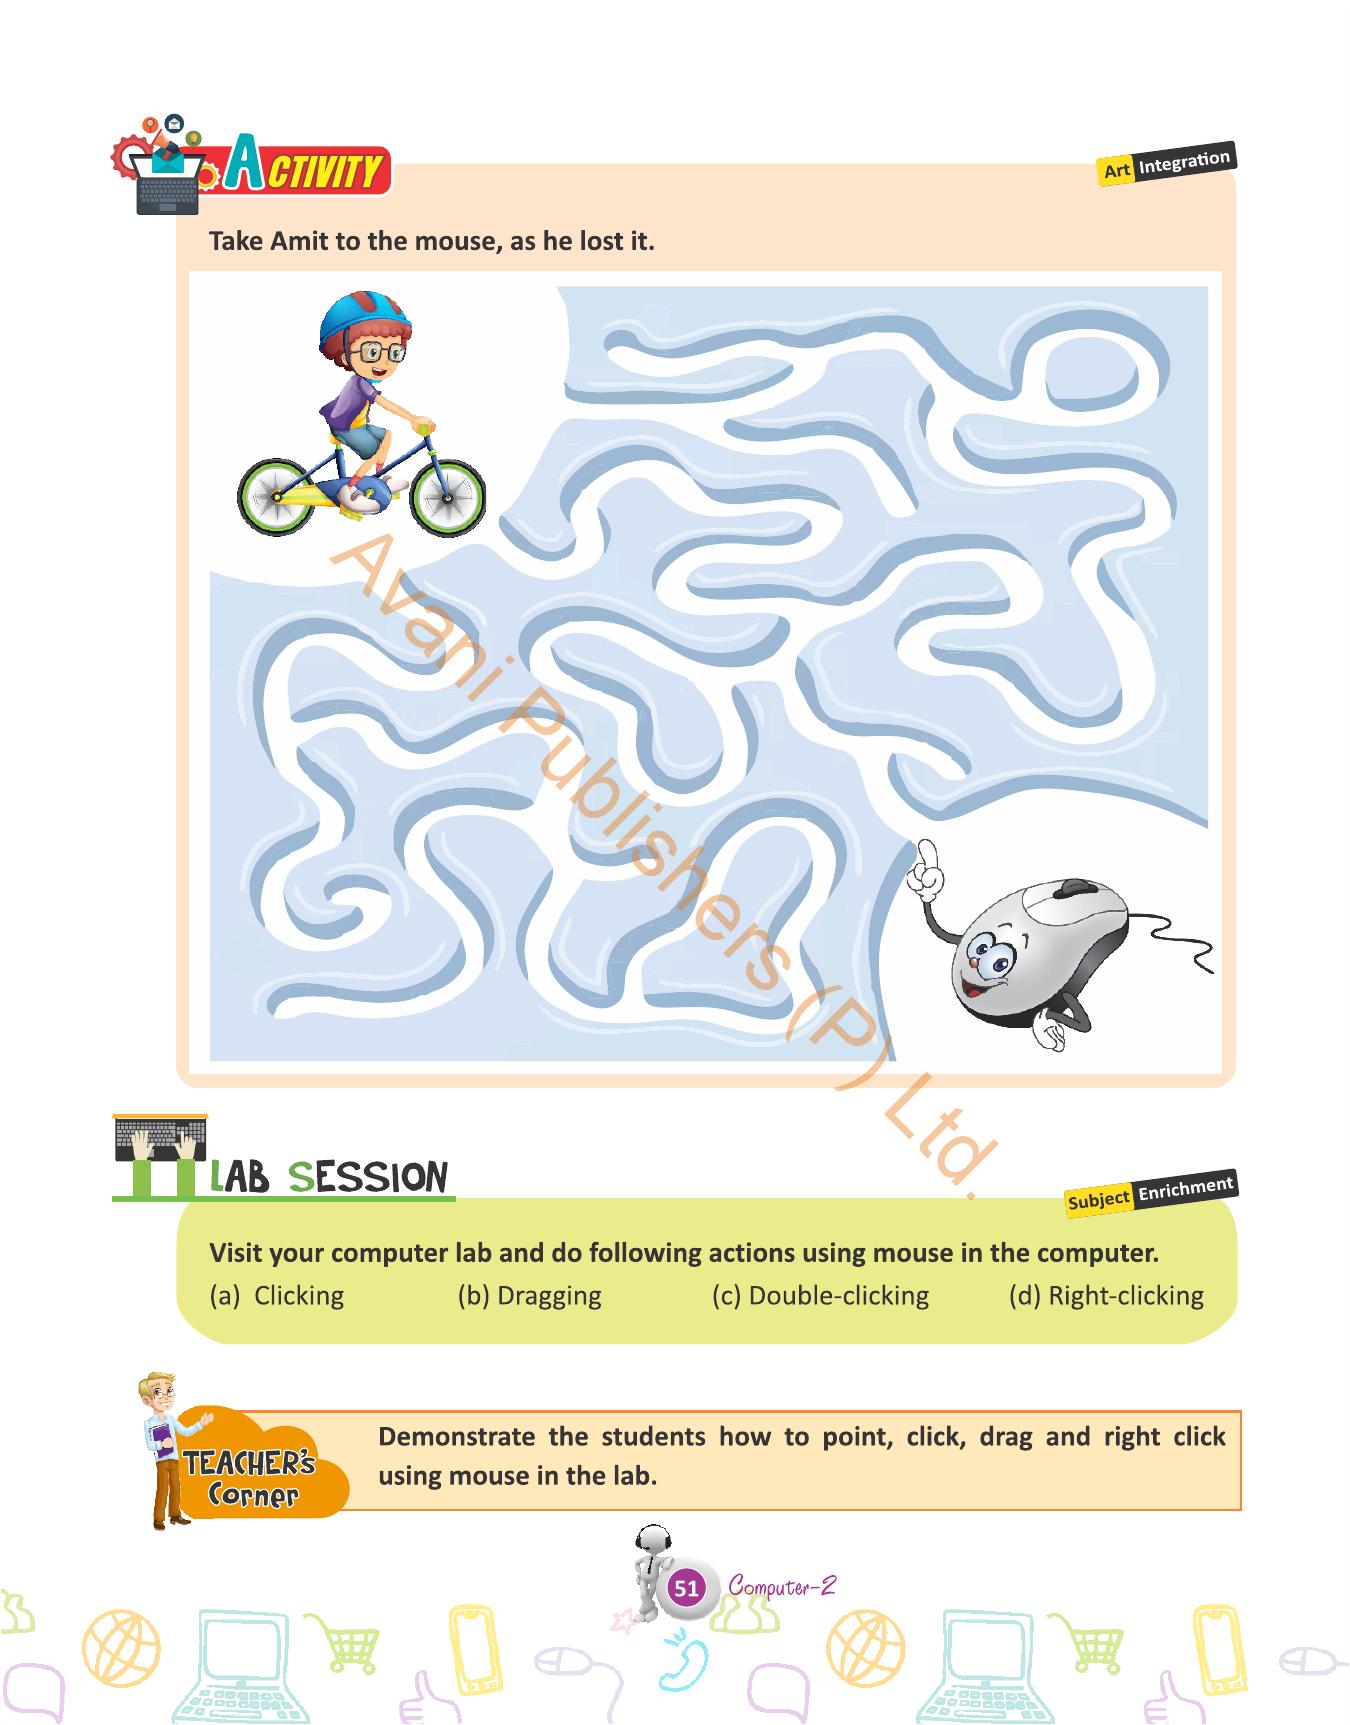 ACTIVITY
Art Integration
Take Amit to the mouse, as he lost it.
Avani Publishers (P) Ltd.
LAB SESSION
Subject Enrichment
Visit your computer lab and do following actions using mouse in the computer.
(a) Clicking (b) Dragging (c) Double-clicking (d) Right-clicking
TEACHER's
Corner
Demonstrate the students how to point, click, drag and right click
using mouse in the lab.
51 Computer-2